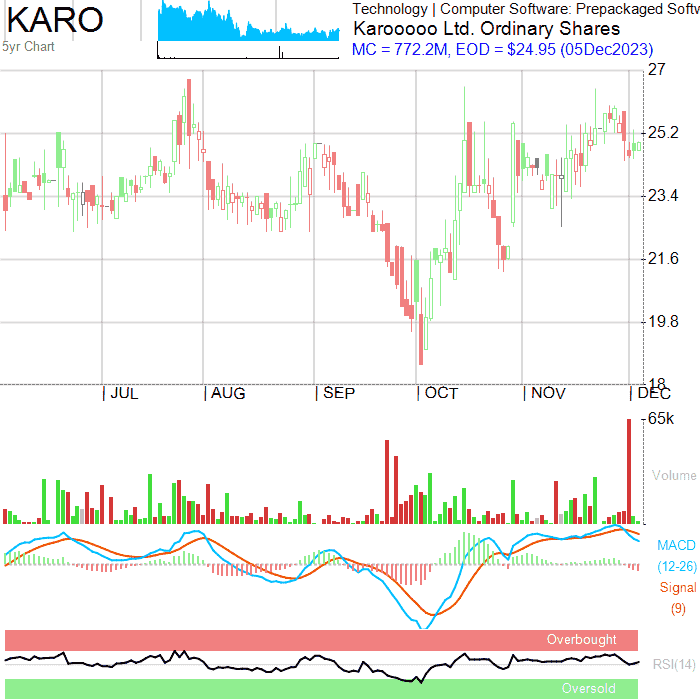 KARO
5yr Chart
Technology | Computer Software: Prepackaged Softw
Karooooo Ltd. Ordinary Shares
MC = 772.2M, EOD = $24.95 (05Dec2023)
27
25.2
23.4
21.6
19.8
18
| JUL | AUG | SEP | OCT | NOV | DEC
65k
Volume
MACD
(12-26)
Signal
(9)
Overbought
RSI(14)
Oversold